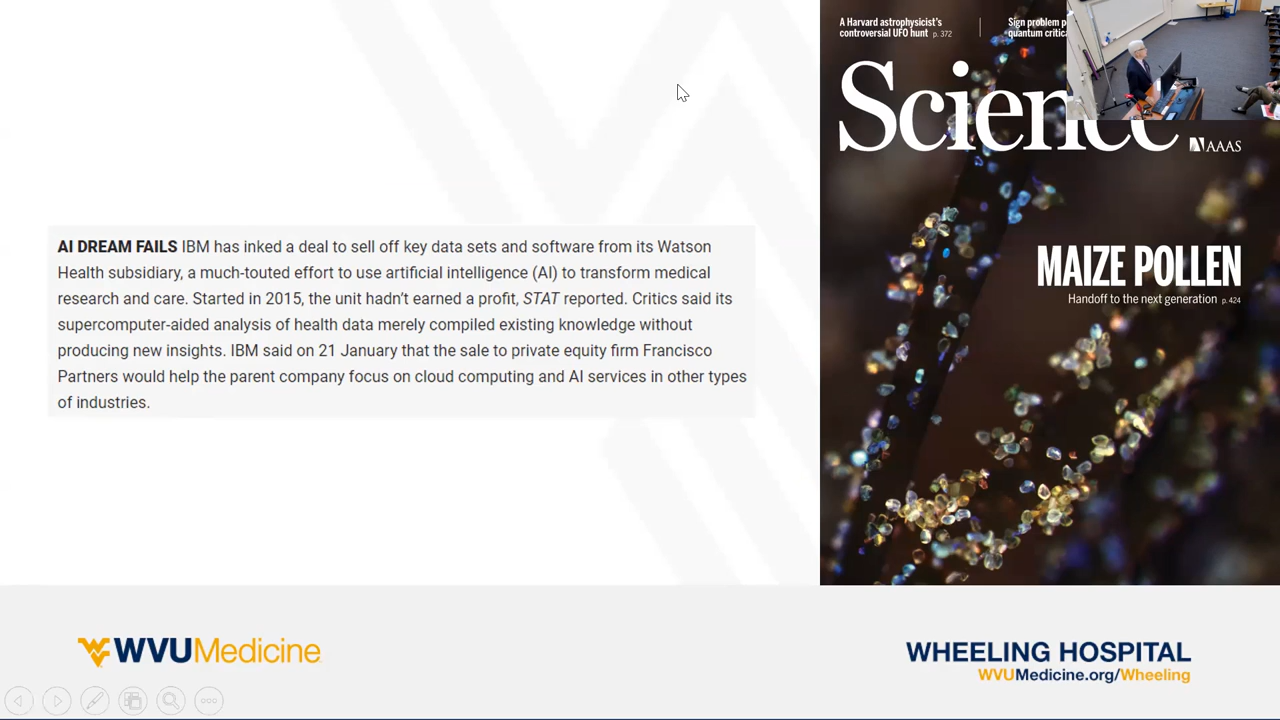 A Harvard astrophysicist's
controversial UFO hunt p. 372
Sign problem
quantum
Science
AAAS
MAIZE POLLEN
Handoff to the next generation p. 424
AI DREAM FAILS IBM has inked a deal to sell off key data sets and software from its Watson
Health subsidiary, a much-touted effort to use artificial intelligence (AI) to transform medical
research and care. Started in 2015, the unit hadn't earned a profit, STAT reported. Critics said its
supercomputer-aided analysis of health data merely compiled existing knowledge without
producing new insights. IBM said on 21 January that the sale to private equity firm Francisco
Partners would help the parent company focus on cloud computing and AI services in other types
of industries.
WVUMedicine
WHEELING HOSPITAL
WVUMedicine.org/Wheeling